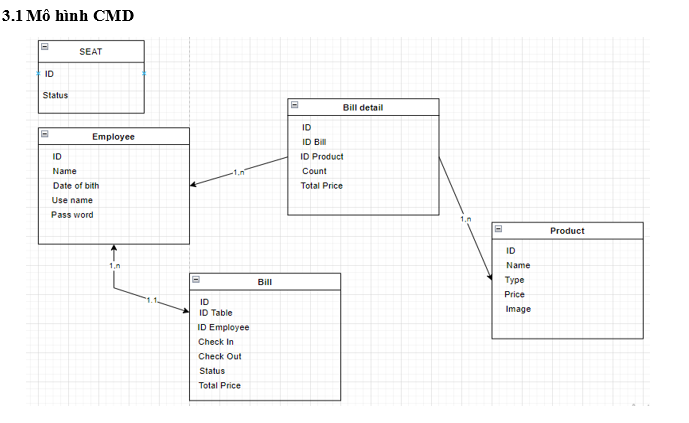 3.1 Mô hình CMD
SEAT
ID
Status
Employee
ID
Name
Date of bith
Use name
Pass word
Bill detail
ID
ID Bill
ID Product
Count
Total Price
1,n
1,n
Product
ID
Name
Type
Price
Image
1,n
1.1
Bill
ID
ID Table
ID Employee
Check In
Check Out
Status
Total Price